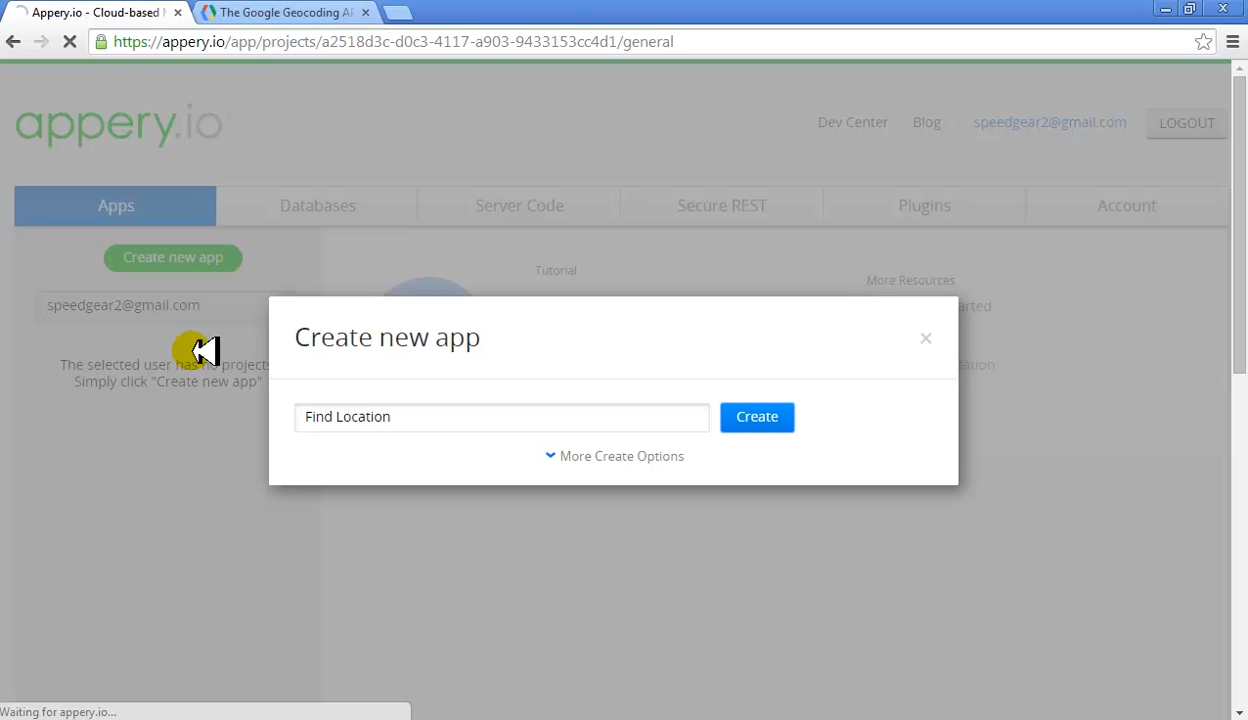 Appery.io - Cloud-based M
The Google Geocoding AP
https://appery.io/app/projects/a2518d3c-d0c3-4117-a903-9433153cc4d1/general
appery.io
Dev Center
Blog
speedgear2@gmail.com
LOGOUT
Apps
Databases
Server Code
Secure REST
Plugins
Account
Create new app
Tutorial
More Resources
speedgear2@gmail.com
arted
The selected user has no projects
ation
Simply click "Create new app"
Create new app
Find Location
Create
More Create Options
Waiting for appery.io...